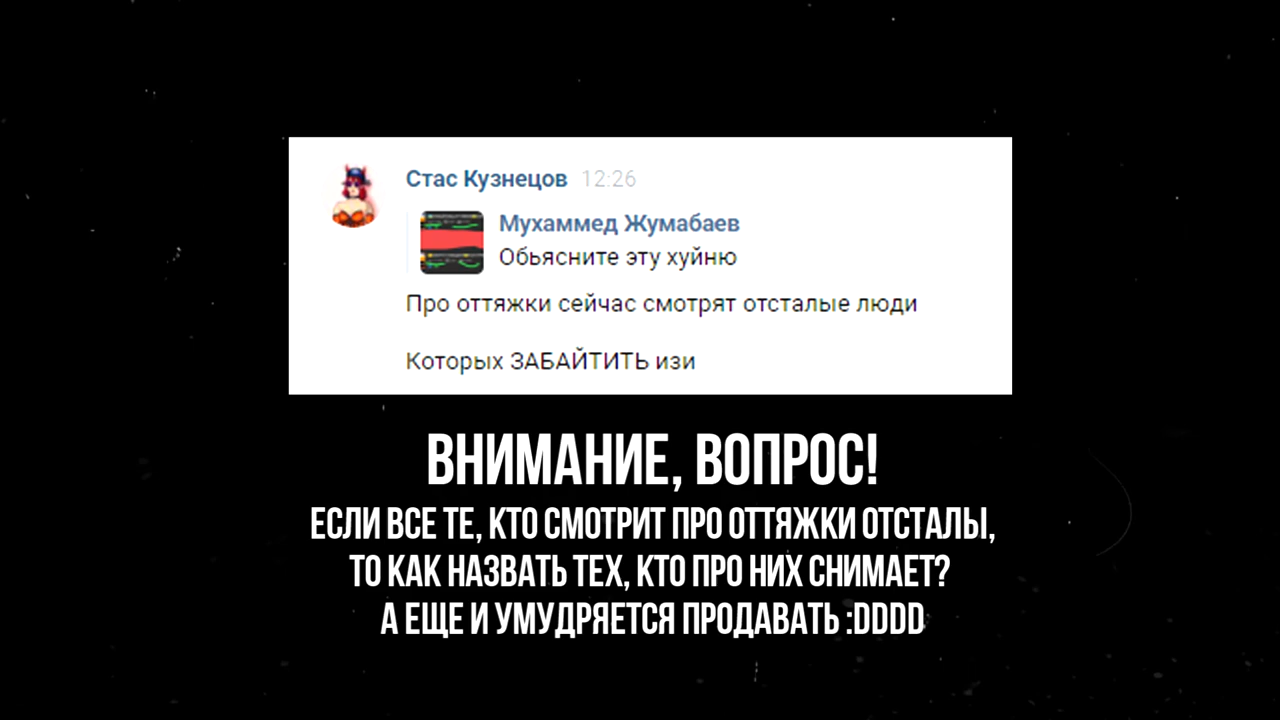 Стас Кузнецов 12:26
Мухаммед Жумабаев
Обьясните эту хуйню
Про оттяжки сейчас смотрят отсталые люди
Которых ЗАБАЙТИТЬ изи
ВНИМАНИЕ, ВОПРОС!
ЕСЛИ ВСЕ ТЕ, КТО СМОТРИТ ПРО ОТТЯЖКИ ОТСТАЛЫ,
ТО КАК НАЗВАТЬ ТЕХ, КТО ПРО НИХ СНИМАЕТ?
А ЕЩЕ И УМУДРЯЕТСЯ ПРОДАВАТЬ :DDDD